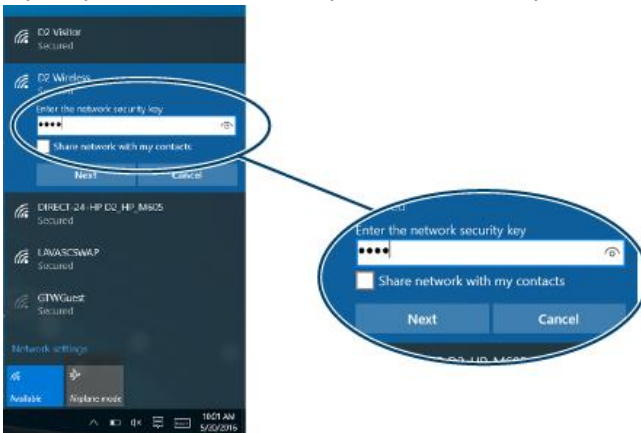 D2 Visitor
Secured
D2 Wireless
Secured
Enter the network security key
Share network with my contacts
Next Cancel
DIRECT-24-HP D2_HP_M605
Secured
LAVASCSWAP
Secured
GTWGuest
Secured
Network settings
Available Airplane mode
10:01 AM
5/20/2016
Enter the network security key
Share network with my contacts
Next Cancel